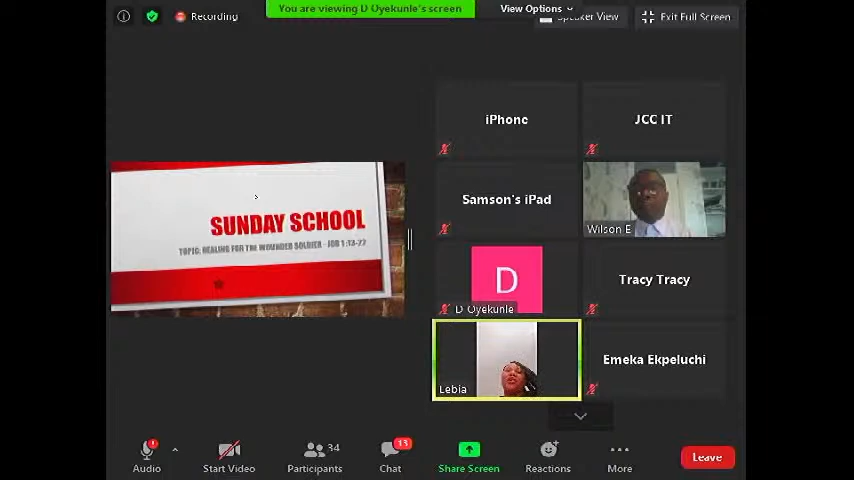 Recording
You are viewing D Oyekunle's screen
View Options
Speaker View
Exit Full Screen
SUNDAY SCHOOL
TOPIC: HEALING FOR THE WOUNDED SOLDIER - JOB 1:13-22
iPhone
JCC IT
Samson's iPad
Wilson E
D
D Oyekunle
Tracy Tracy
Lebia
Emeka Ekpeluchi
Audio
Start Video
Participants
34
Chat
13
Share Screen
Reactions
More
Leave